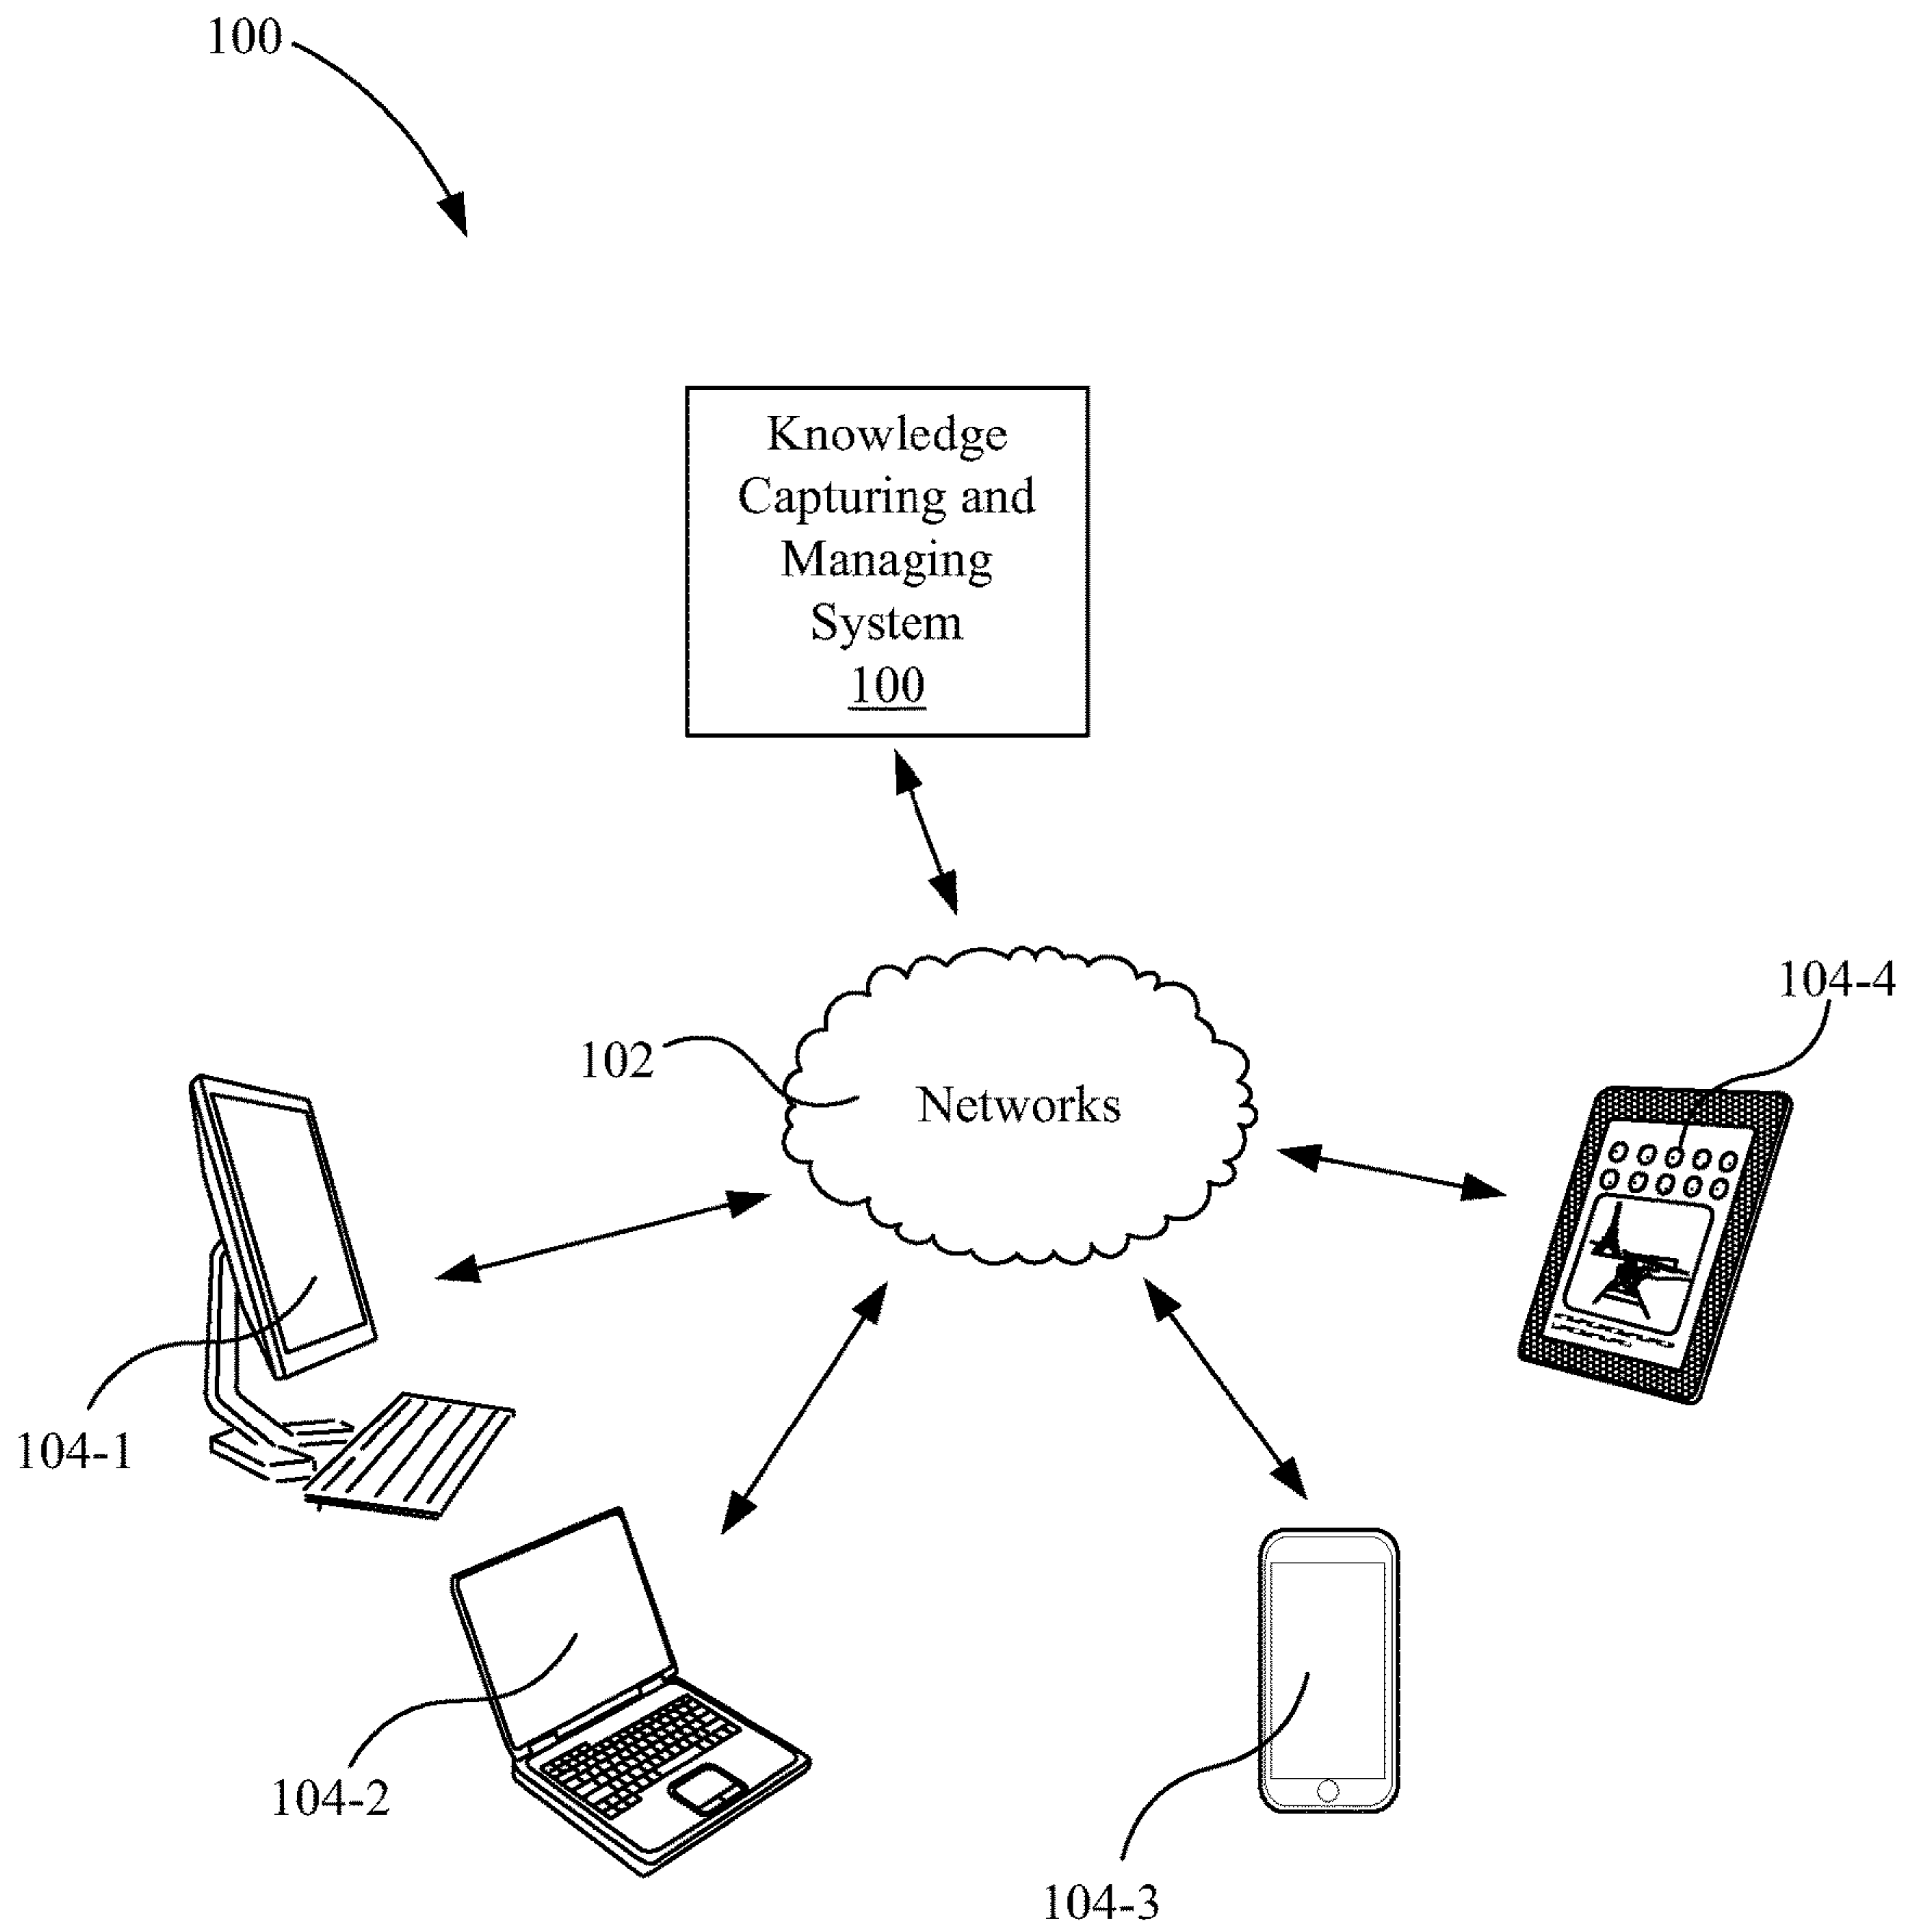 100
Knowledge
Capturing and
Managing
System
100
104-4
102
Networks
104-1
104-2
104-3